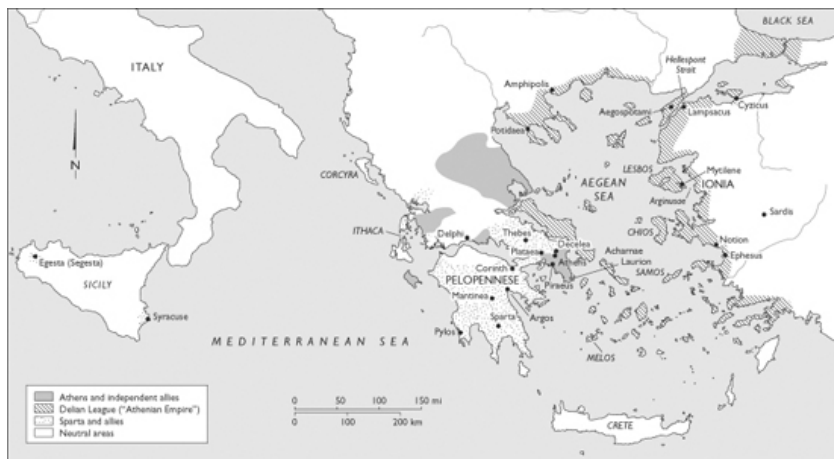 BLACK SEA
ITALY
Hellespont
Strait
Amphipolis
Aegospotami
Lampsacus
Cyzicus
Potidaea
N
CORCYRA
LESBOS
Mytilene
AEGEAN
SEA
IONIA
Arginusae
Sardis
ITHACA
Delphi
Thebes
Decelea
CHIOS
Plataea
Acharnae
Notion
Egesta (Segesta)
Athens
Laurion
Ephesus
Corinth
SAMOS
SICILY
PELOPENNESE
Piraeus
Mantinea
Argos
Syracuse
Pylos
Sparta
MELOS
MEDITERRANEAN SEA
Athens and independent allies
Delian League ("Athenian Empire")
Sparta and allies
Neutral areas
0 50 100 150 mi
0 100 200 km
CRETE